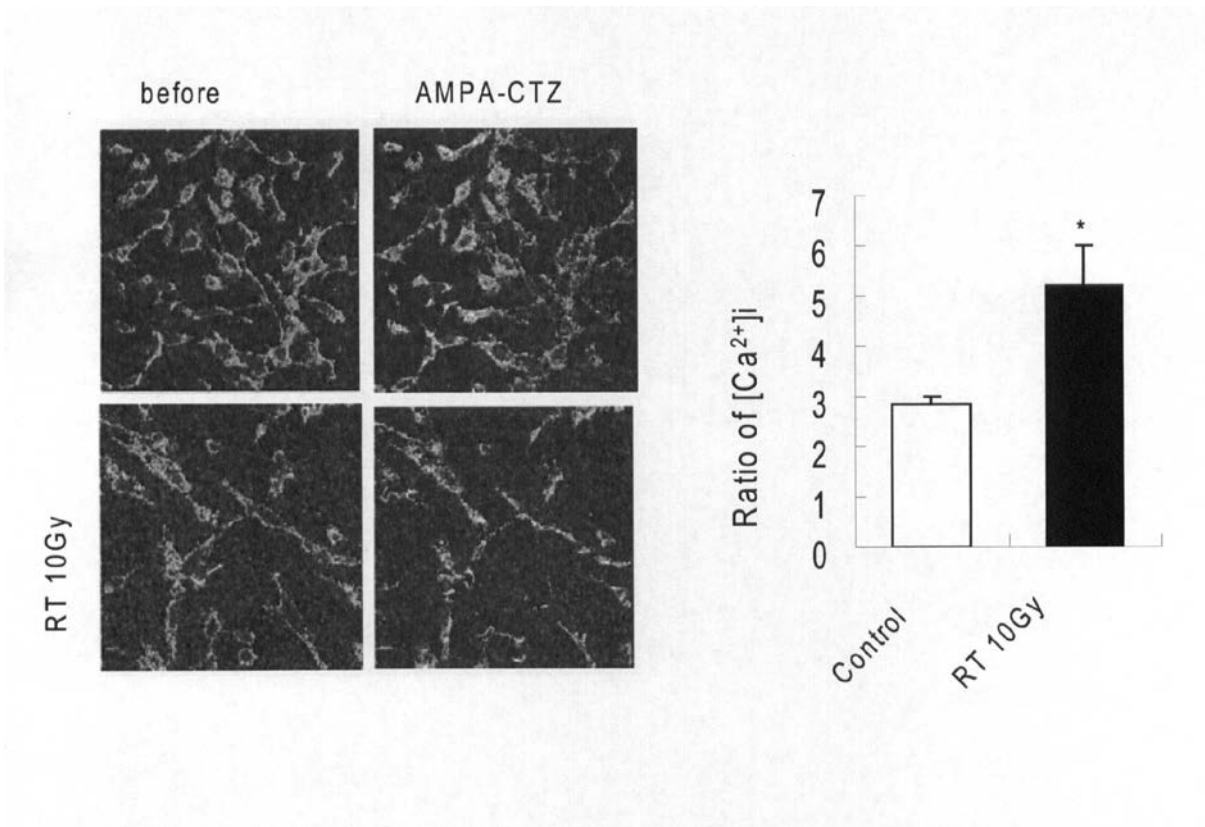 before
AMPA-CTZ
RT 10Gy
Ratio of [Ca²⁺]i
7
*
6
5
4
3
2
1
0
Control
RT 10Gy